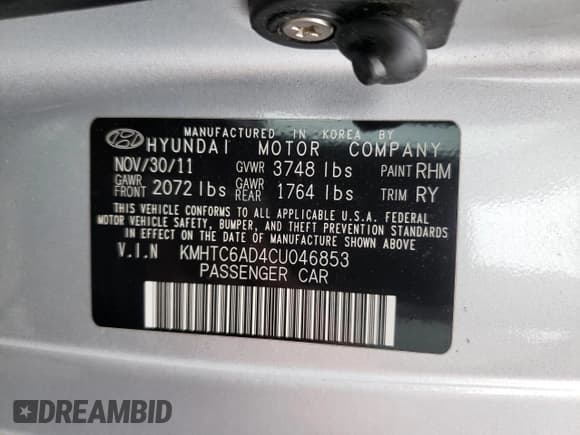 MANUFACTURED IN KOREA BY
HYUNDAI MOTOR COMPANY
NOV/30/11 GVWR 3748 lbs PAINT RHM
GAWR FRONT 2072 lbs GAWR REAR 1764 lbs TRIM RY
THIS VEHICLE CONFORMS TO ALL APPLICABLE U.S.A. FEDERAL
MOTOR VEHICLE SAFETY, BUMPER, AND THEFT PREVENTION STANDARDS
IN EFFECT ON THE DATE OF MANUFACTURE SHOWN ABOVE.
V.I.N KMHTC6AD4CU046853
PASSENGER CAR
DREAMBID